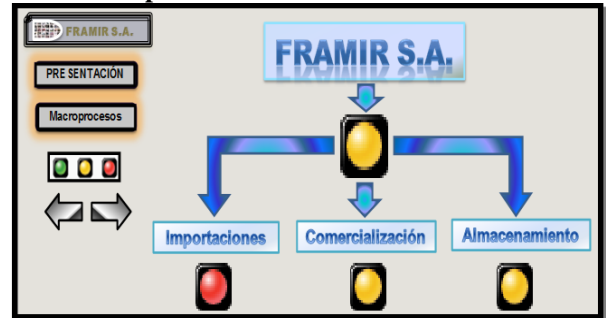 FRAMIR S.A.
FRAMIR S.A.
PRESENTACIÓN
Macroprocesos
Importaciones
Comercialización
Almacenamiento